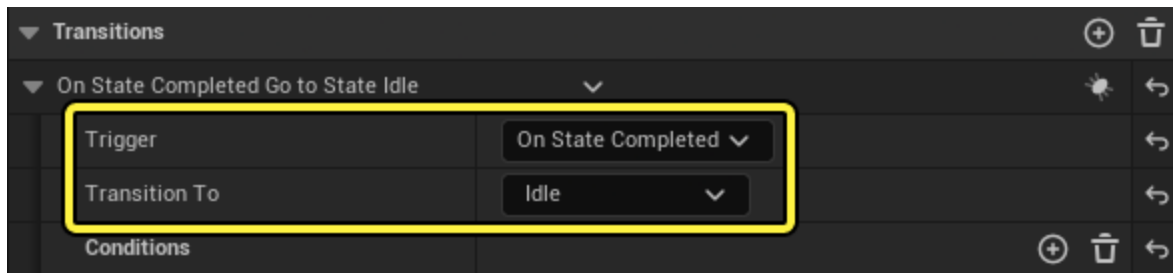 Transitions
On State Completed Go to State Idle
Trigger On State Completed
Transition To Idle
Conditions